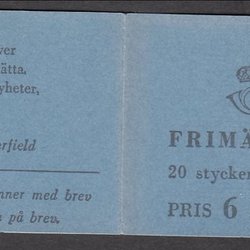 ver
ätta.
yheter,
erfield
nner med brev
n på brev.
FRIMÄ
20 stycken
PRIS 6